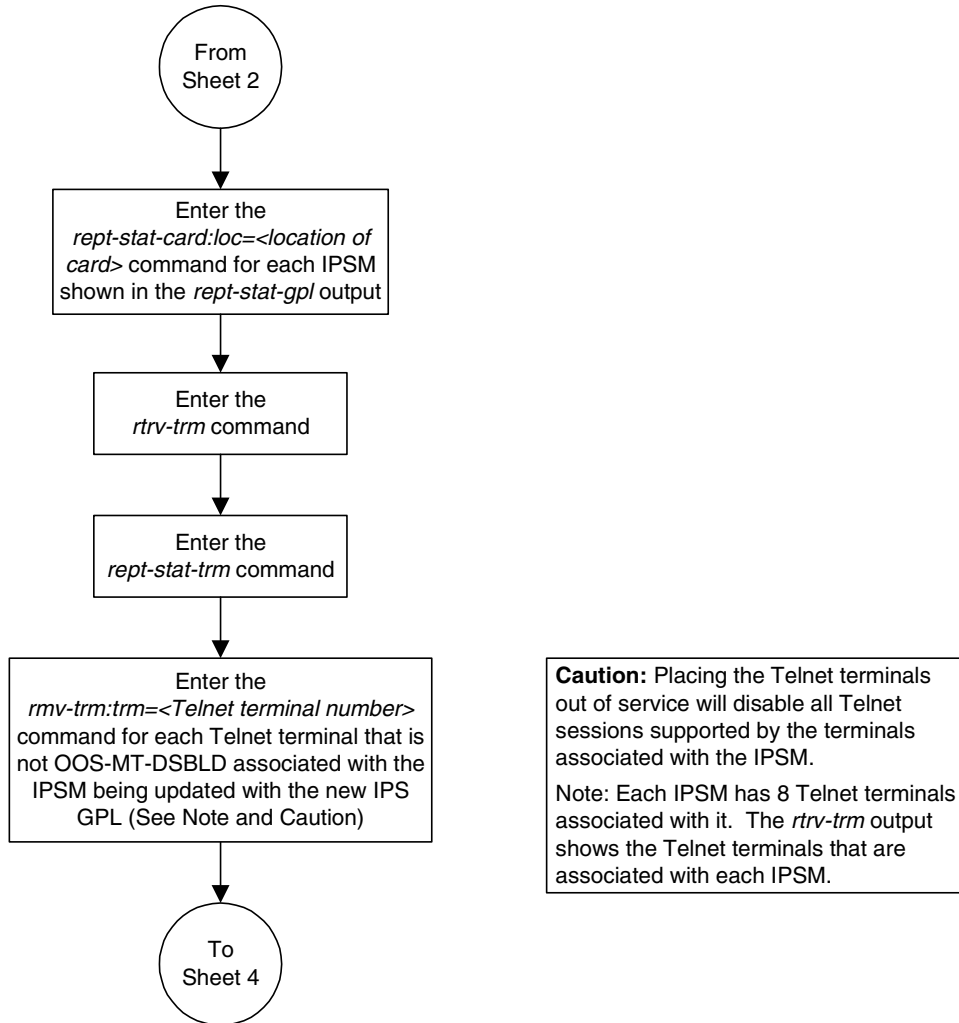 From
Sheet 2
Enter the
rept-stat-card:loc=<location of
card> command for each IPSM
shown in the rept-stat-gpl output
Enter the
rtrv-trm command
Enter the
rept-stat-trm command
Enter the
rmv-trm:trm=<Telnet terminal number>
command for each Telnet terminal that is
not OOS-MT-DSBLD associated with the
IPSM being updated with the new IPS
GPL (See Note and Caution)
Caution: Placing the Telnet terminals
out of service will disable all Telnet
sessions supported by the terminals
associated with the IPSM.
Note: Each IPSM has 8 Telnet terminals
associated with it. The rtrv-trm output
shows the Telnet terminals that are
associated with each IPSM.
To
Sheet 4